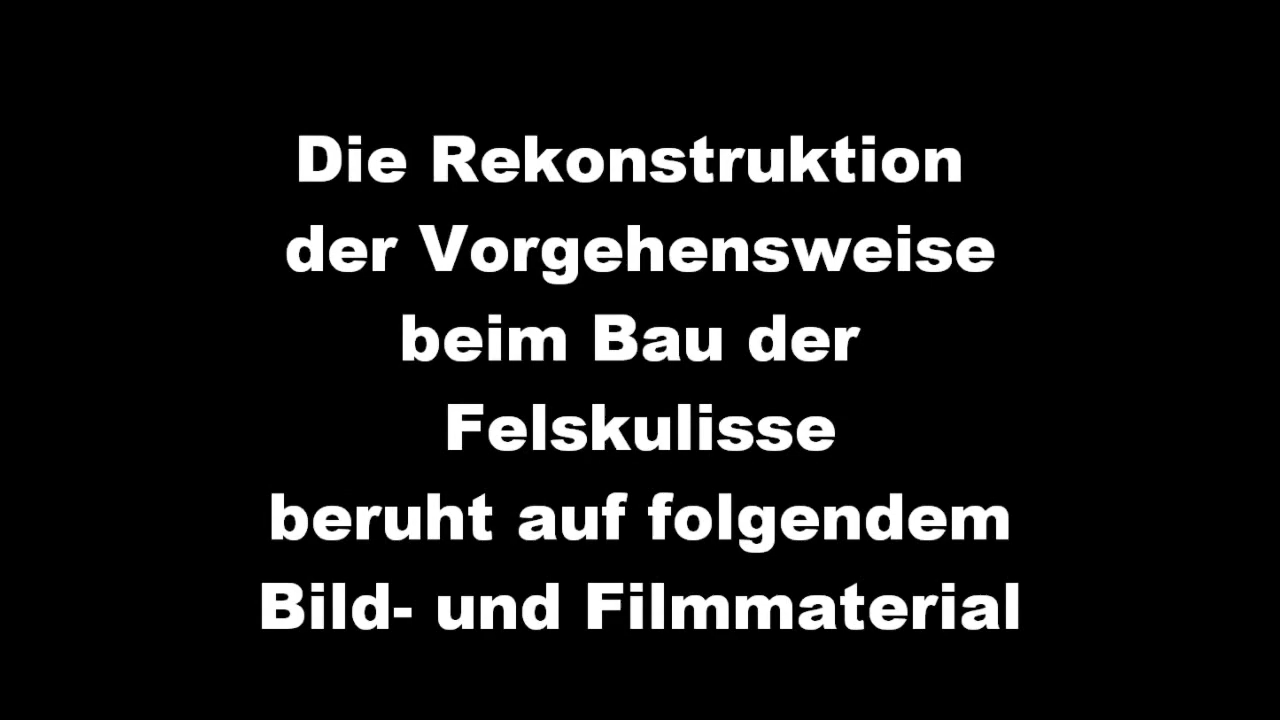 Die Rekonstruktion
der Vorgehensweise
beim Bau der
Felskulisse
beruht auf folgendem
Bild- und Filmmaterial